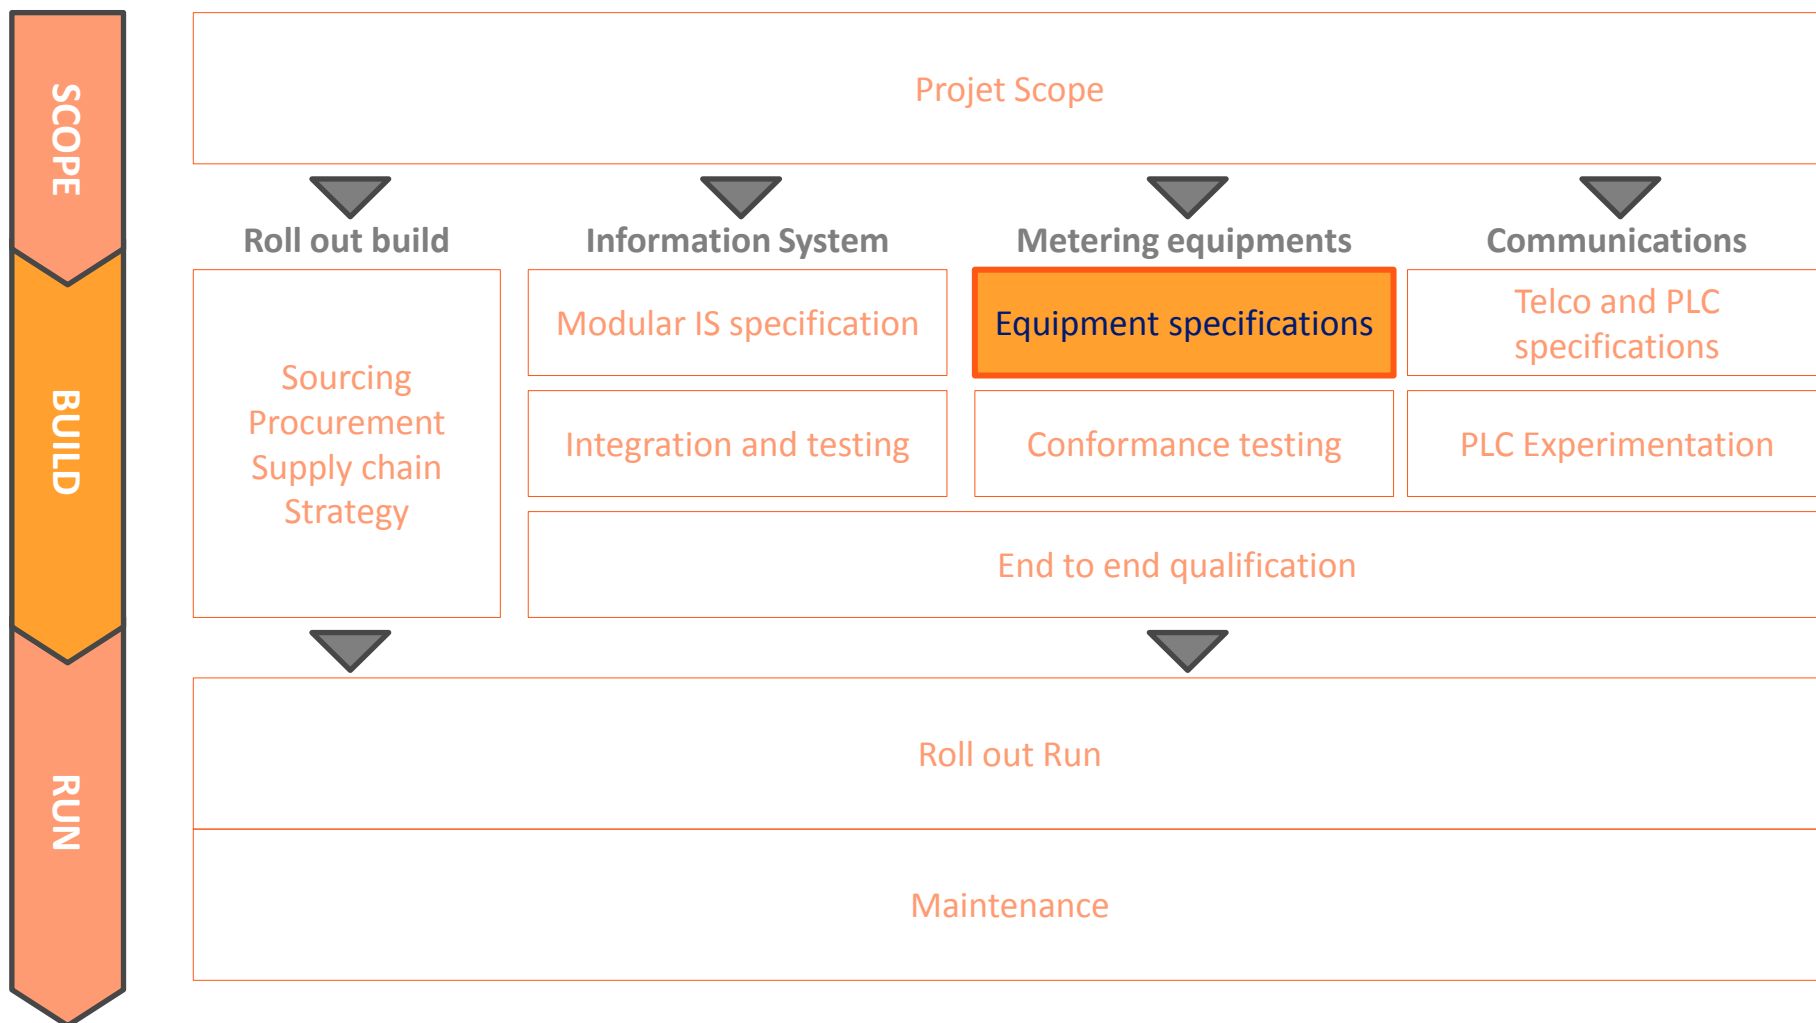 SCOPE
Projet Scope
Roll out build
Information System
Metering equipments
Communications
BUILD
Sourcing
Procurement
Supply chain
Strategy
Modular IS specification
Equipment specifications
Telco and PLC
specifications
Integration and testing
Conformance testing
PLC Experimentation
End to end qualification
RUN
Roll out Run
Maintenance